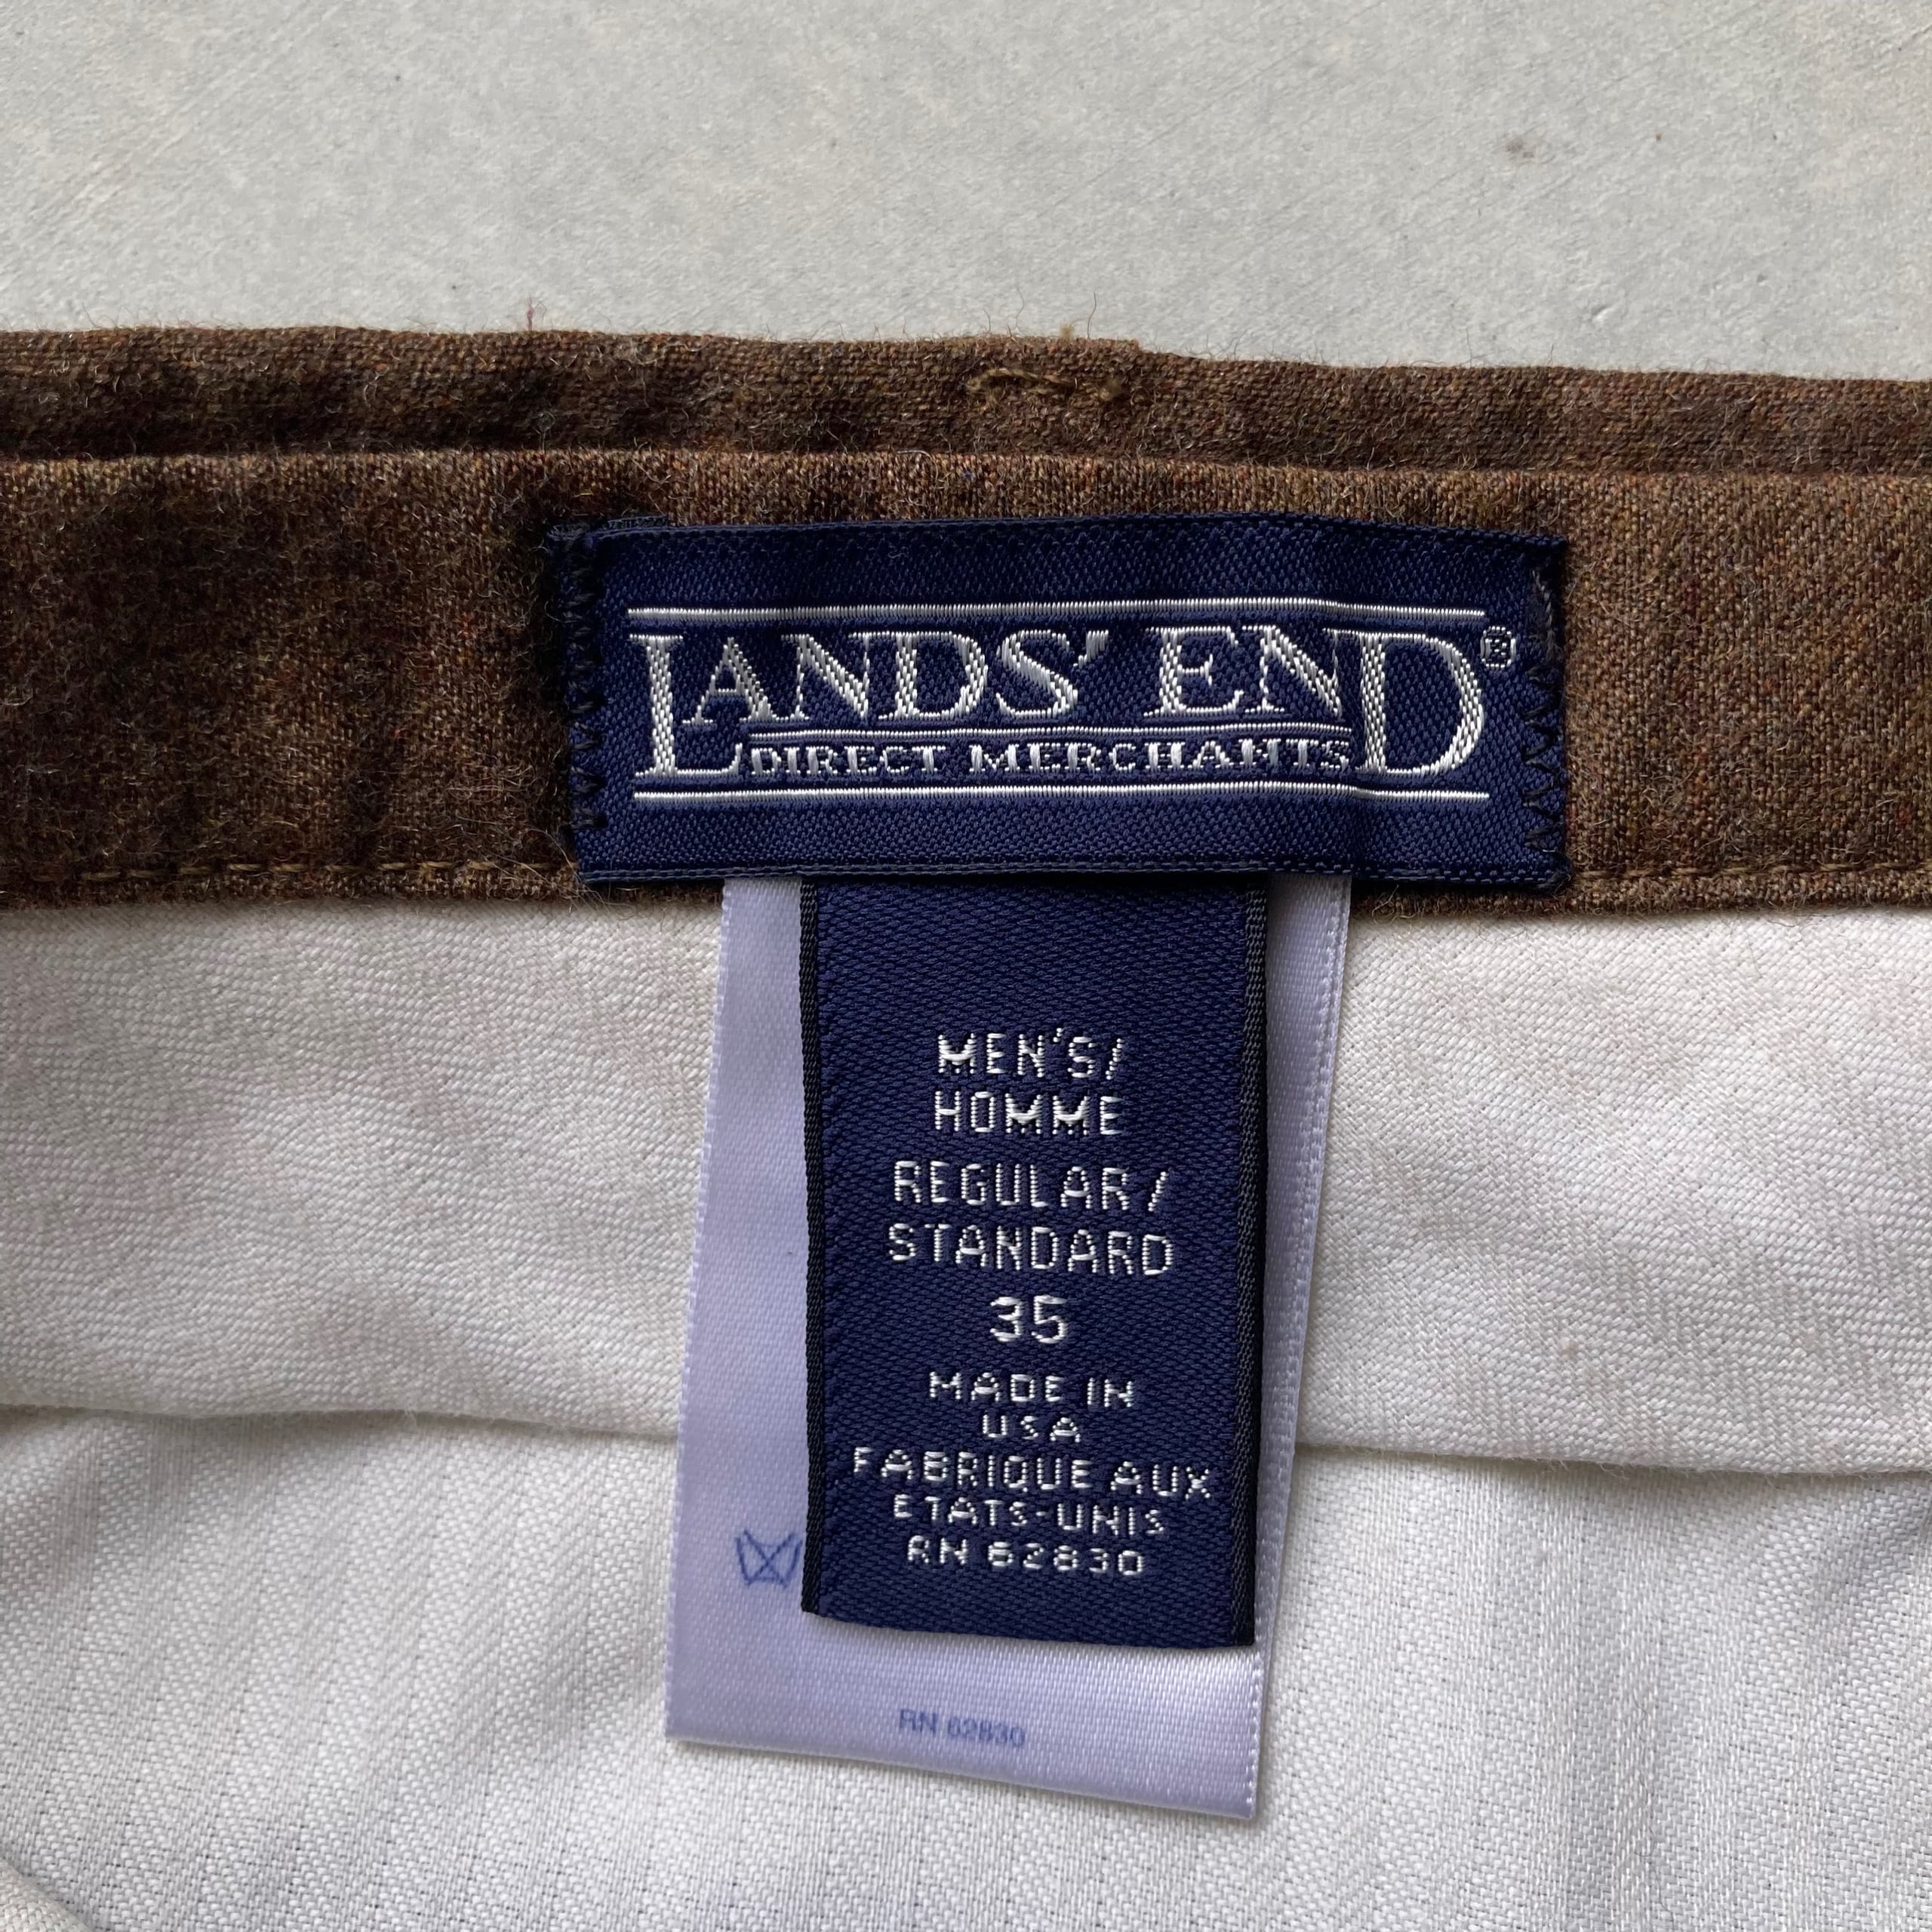 LANDS' END®
DIRECT MERCHANTS
MEN'S/
HOMME
REGULAR/
STANDARD
35
MADE IN
USA
FABRIQUE AUX
ETATS-UNIS
RN 62830
RN 62830